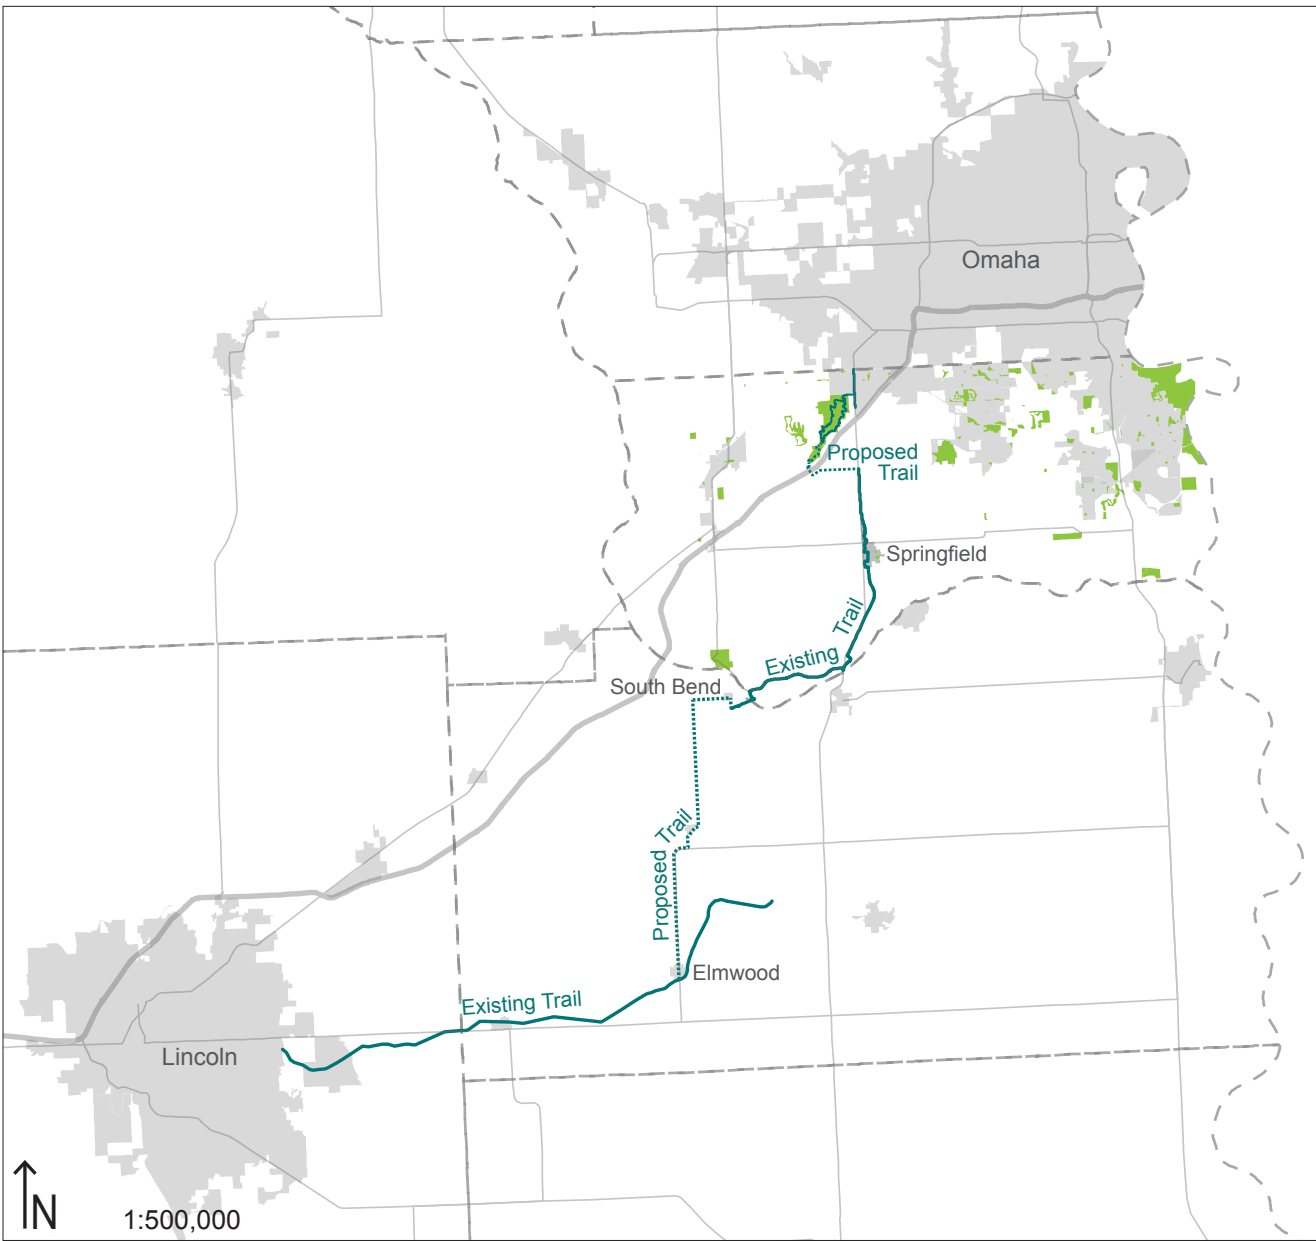 Omaha
Proposed
Trail
Springfield
Existing Trail
South Bend
Proposed Trail
Elmwood
Existing Trail
Lincoln
N
1:500,000